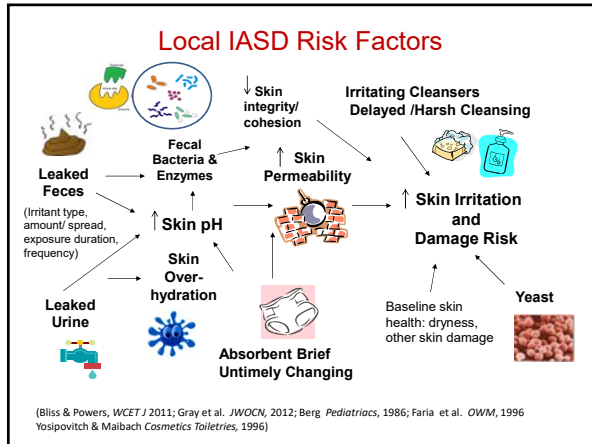 Local IASD Risk Factors
↓ Skin
integrity/
cohesion
Irritating Cleansers
Delayed /Harsh Cleansing
Fecal
Bacteria &
Enzymes
↑ Skin
Permeability
Leaked
Feces
(Irritant type,
amount/ spread,
exposure duration,
frequency)
↑ Skin pH
↑ Skin Irritation
and
Damage Risk
Skin
Over-
hydration
Leaked
Urine
Absorbent Brief
Untimely Changing
Baseline skin
health: dryness,
other skin damage
Yeast
(Bliss & Powers, WCET J 2011; Gray et al. JWOCN, 2012; Berg Pediatriacs, 1986; Faria et al. OWM, 1996
Yosipovitch & Maibach Cosmetics Toiletries, 1996)